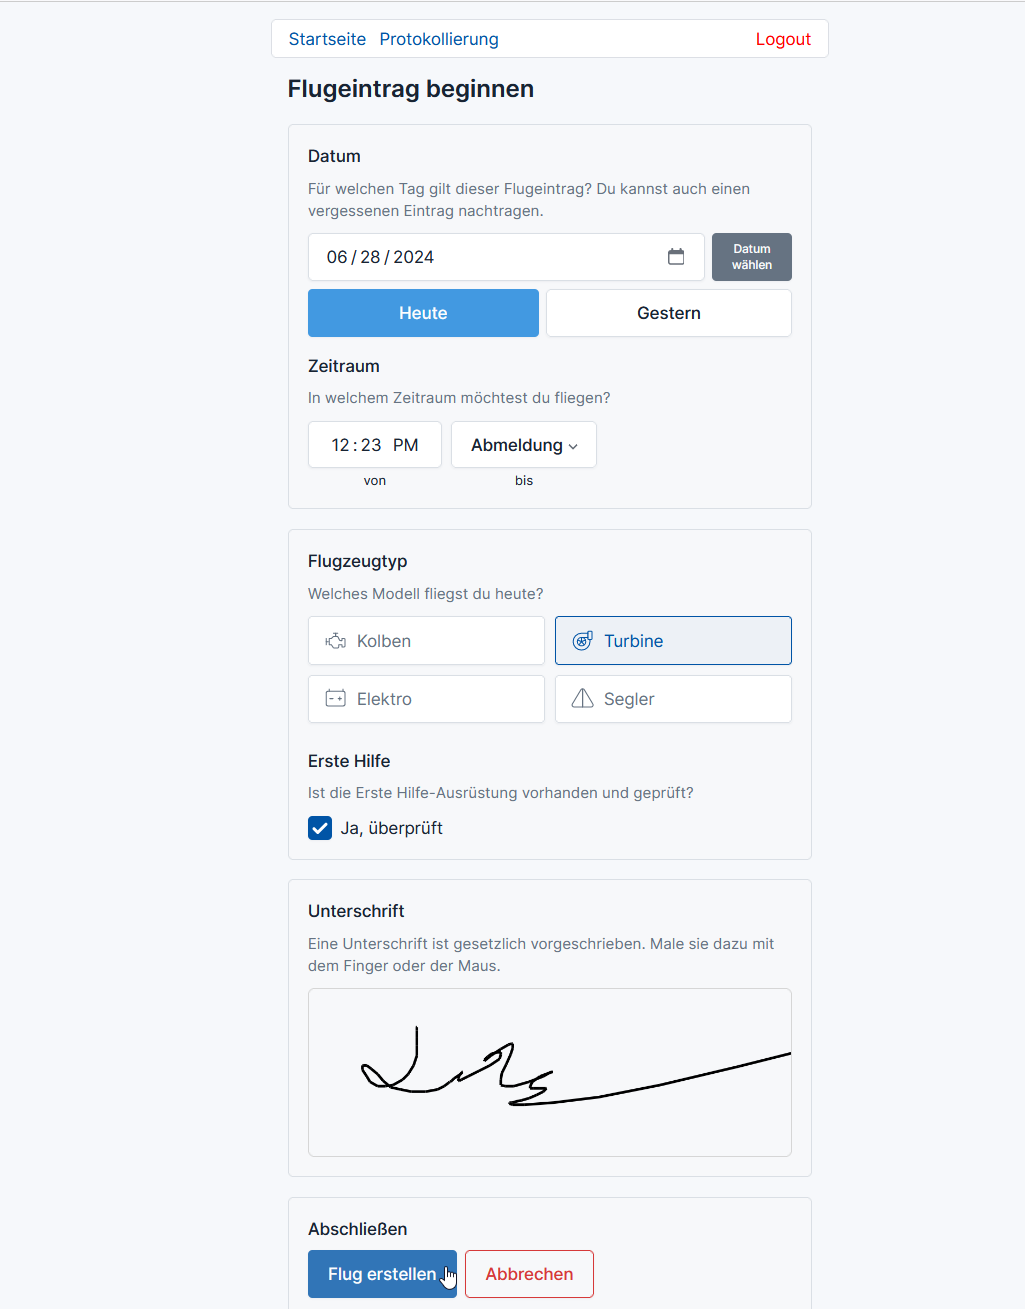 Startseite Protokollierung Logout
Flugeintrag beginnen
Datum
Für welchen Tag gilt dieser Flugeintrag? Du kannst auch einen
vergessenen Eintrag nachtragen.
06/28/2024
Datum
wählen
Heute Gestern
Zeitraum
In welchem Zeitraum möchtest du fliegen?
12:23 PM Abmeldung
von bis
Flugzeugtyp
Welches Modell fliegst du heute?
Kolben Turbine
Elektro Segler
Erste Hilfe
Ist die Erste Hilfe-Ausrüstung vorhanden und geprüft?
Ja, überprüft
Unterschrift
Eine Unterschrift ist gesetzlich vorgeschrieben. Male sie dazu mit
dem Finger oder der Maus.
Abschließen
Flug erstellen Abbrechen